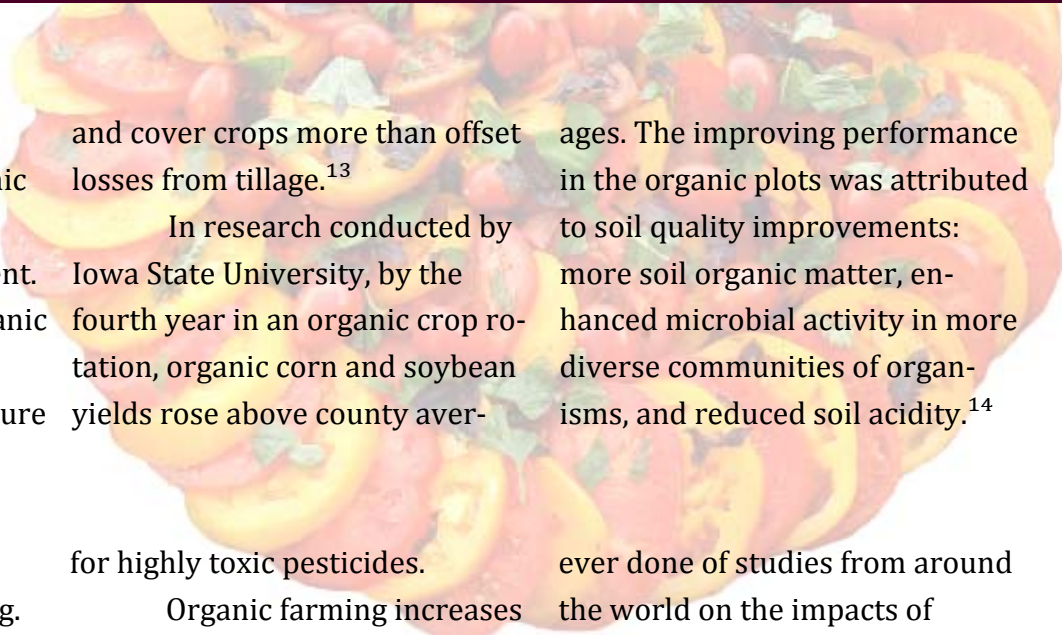 nic
ent.
anic
ure
and cover crops more than offset
losses from tillage.¹³
In research conducted by
Iowa State University, by the
fourth year in an organic crop ro-
tation, organic corn and soybean
yields rose above county aver-
ages. The improving performance
in the organic plots was attributed
to soil quality improvements:
more soil organic matter, en-
hanced microbial activity in more
diverse communities of organ-
isms, and reduced soil acidity.¹⁴
g.
for highly toxic pesticides.
Organic farming increases
ever done of studies from around
the world on the impacts of